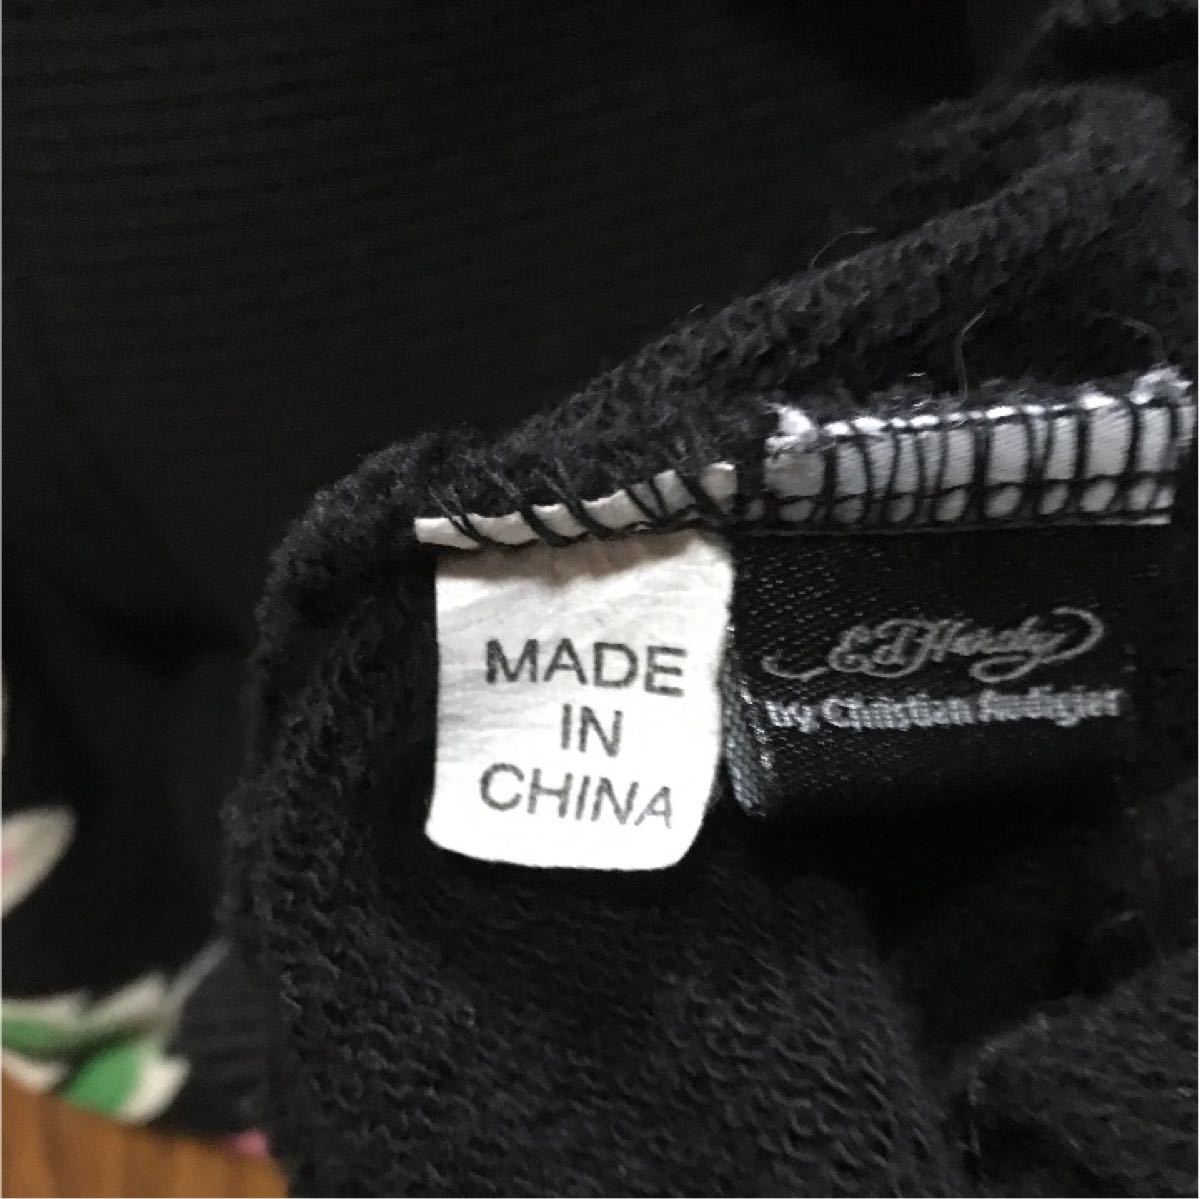 MADE
IN
CHINA
Ed Hardy
by Christian Audigier